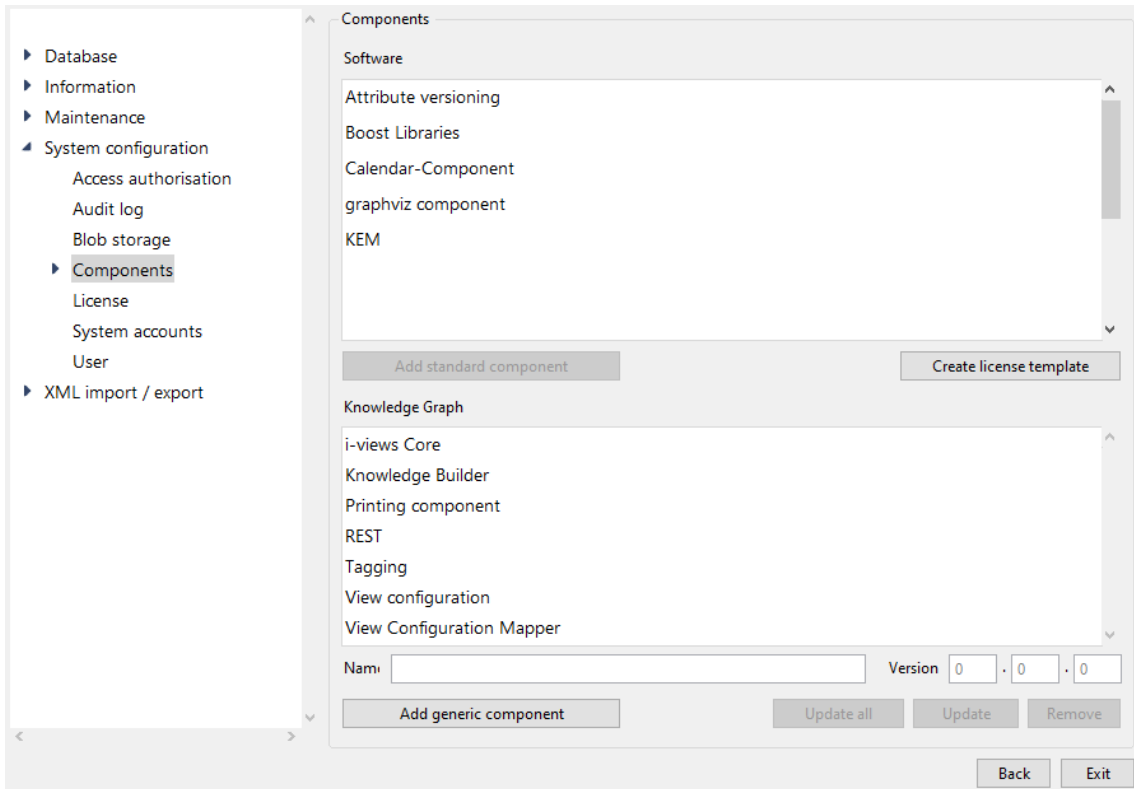 Database
Information
Maintenance
System configuration
Access authorisation
Audit log
Blob storage
Components
License
System accounts
User
XML import / export
Components
Software
Attribute versioning
Boost Libraries
Calendar-Component
graphviz component
KEM
Add standard component
Create license template
Knowledge Graph
i-views Core
Knowledge Builder
Printing component
REST
Tagging
View configuration
View Configuration Mapper
Nam Version 0 . 0 . 0
Add generic component
Update all
Update
Remove
Back
Exit